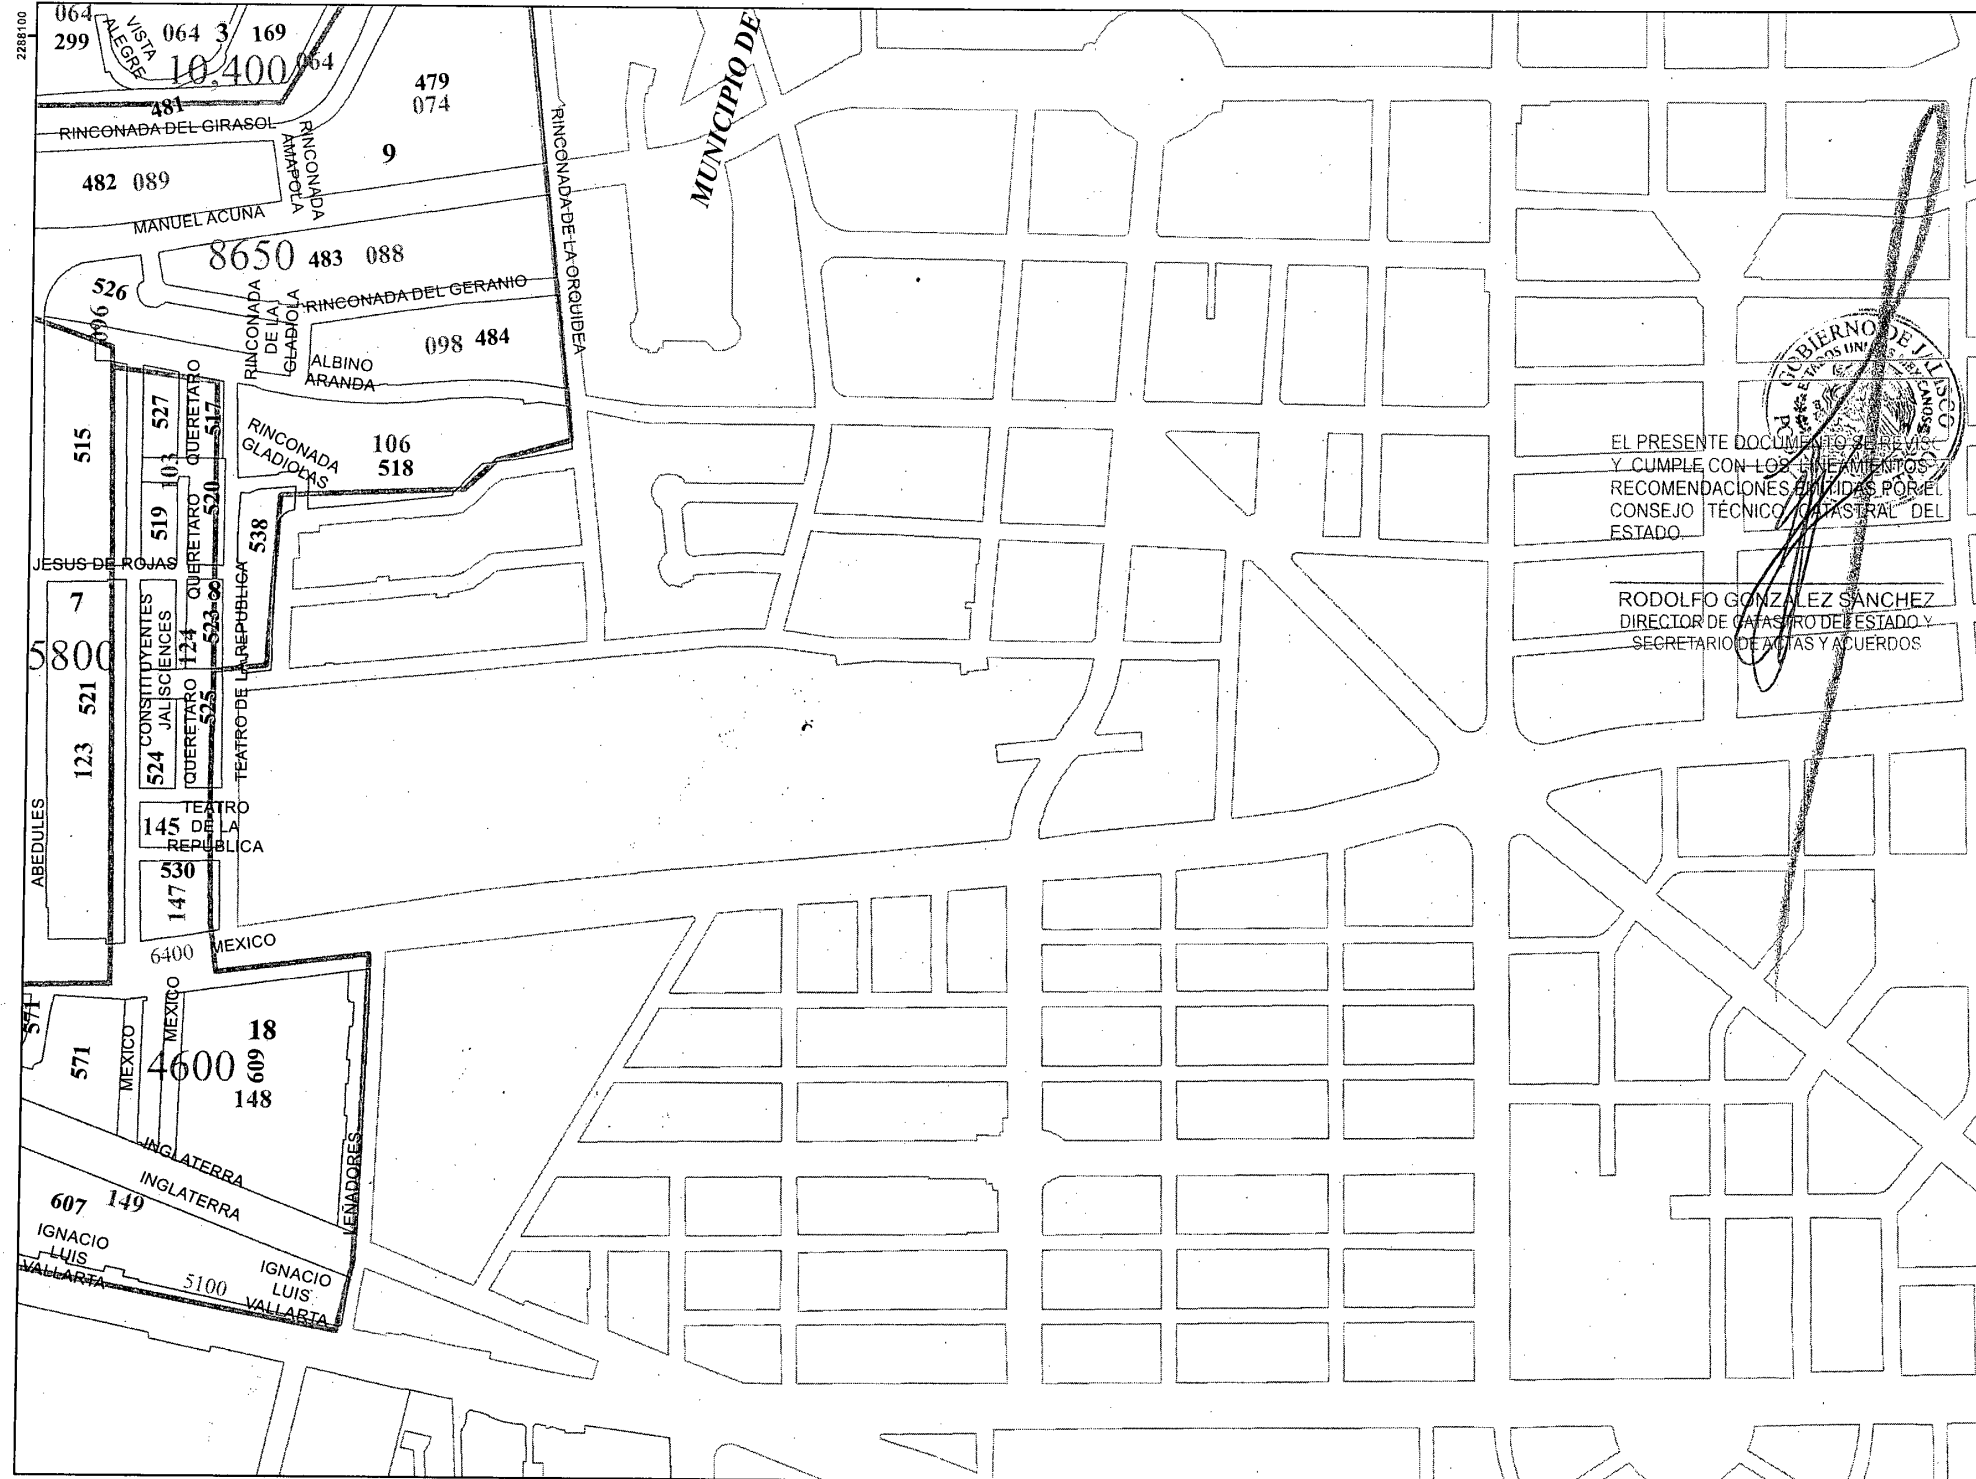 2288100
064
299
VISTA
ALEGRE
064 3 169
10,400
064
481
RINCONADA DEL GIRASOL
RINCONADA
AMAPOLA
479
074
9
482 089
MANUEL ACUÑA
MUNICIPIO DE
RINCONADA DE LA ORQUIDEA
8650 483 088
526
096
RINCONADA
DE LA
GLADIOLA
RINCONADA DEL GERANIO
098 484
ALBINO
ARANDA
515
527
QUERETARO
517
103
RINCONADA
GLADIOLAS
106
518
519
QUERETARO
520
538
JESUS DE ROJAS
7
5800
521
123
ABEDULES
CONSTITUYENTES
JALISCIENCES
524
124
QUERETARO
523
8
525
TEATRO DE LA REPUBLICA
145
TEATRO
DE LA
REPUBLICA
530
147
6400 MEXICO
571
571
MEXICO
MEXICO
18
4600
609
148
LEÑADORES
INGLATERRA
INGLATERRA
607 149
IGNACIO
LUIS
VALLARTA
5100
IGNACIO
LUIS
VALLARTA
GOBIERNO DE JALISCO
EL PRESENTE DOCUMENTO SE REVISO
Y CUMPLE CON LOS LINEAMIENTOS Y
RECOMENDACIONES EMITIDAS POR EL
CONSEJO TÉCNICO CATASTRAL DEL
ESTADO.
RODOLFO GONZALEZ SANCHEZ
DIRECTOR DE CATASTRO DEL ESTADO Y
SECRETARIO DE ACTAS Y ACUERDOS